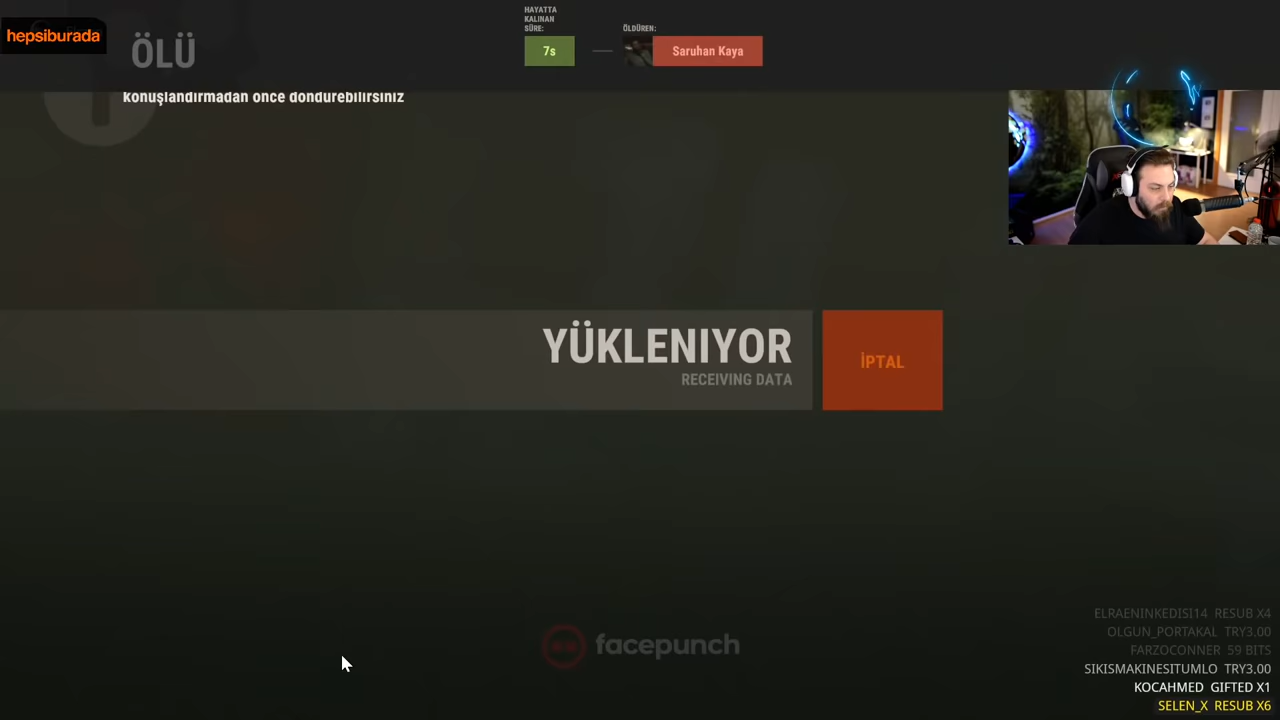 hepsiburada
ÖLÜ
HAYATTA
KALINAN
SÜRE:
7s
ÖLDÜREN:
Saruhan Kaya
konuşlandırmadan önce dondurebilirsiniz
YÜKLENIYOR
RECEIVING DATA
İPTAL
facepunch
ELRAENINKEDISI14 RESUB X4
OLGUN_PORTAKAL TRY3.00
FARZOCONNER 59 BITS
SIKISMAKINESITUMLO TRY3.00
KOCAHMED GIFTED X1
SELEN_X RESUB X6